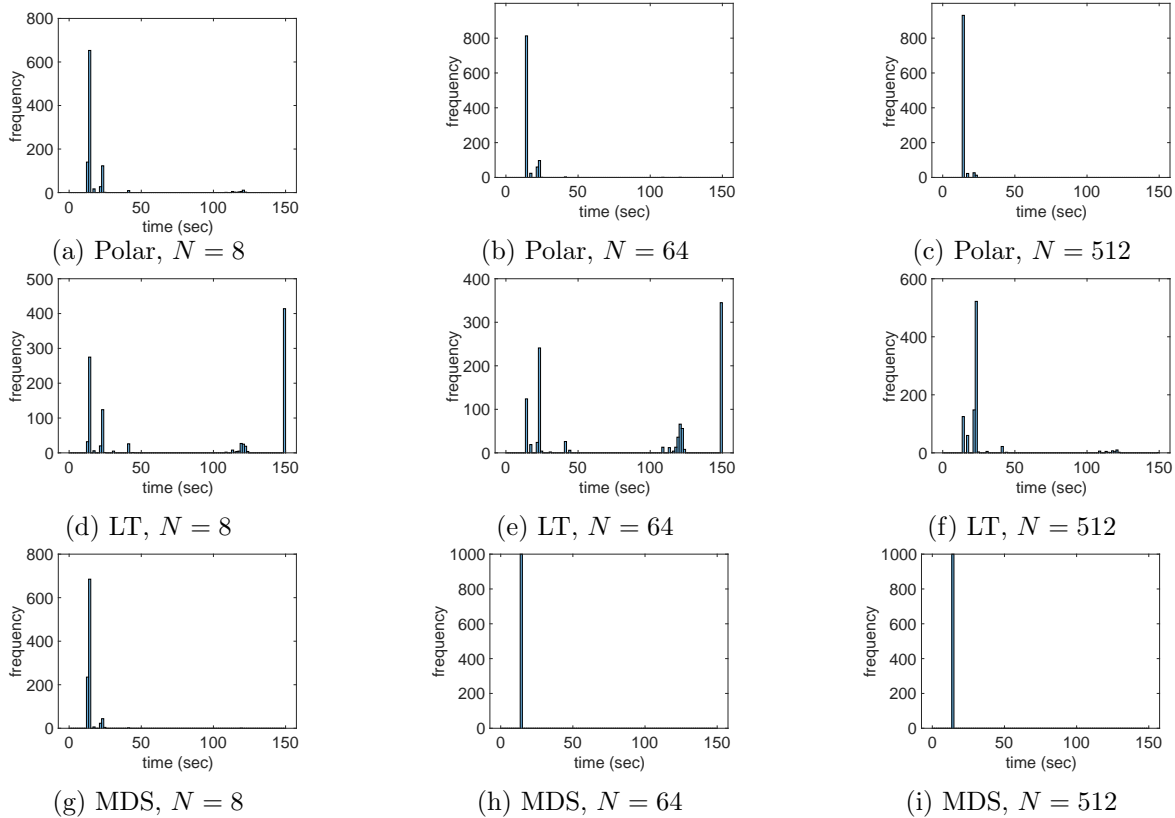 800
600
400
200
0
frequency
0 50 100 150
time (sec)
(a) Polar, N = 8
800
600
400
200
0
frequency
0 50 100 150
time (sec)
(b) Polar, N = 64
800
600
400
200
0
frequency
0 50 100 150
time (sec)
(c) Polar, N = 512
500
400
300
200
100
0
frequency
0 50 100 150
time (sec)
(d) LT, N = 8
400
300
200
100
0
frequency
0 50 100 150
time (sec)
(e) LT, N = 64
600
400
200
0
frequency
0 50 100 150
time (sec)
(f) LT, N = 512
800
600
400
200
0
frequency
0 50 100 150
time (sec)
(g) MDS, N = 8
1000
800
600
400
200
0
frequency
0 50 100 150
time (sec)
(h) MDS, N = 64
1000
800
600
400
200
0
frequency
0 50 100 150
time (sec)
(i) MDS, N = 512